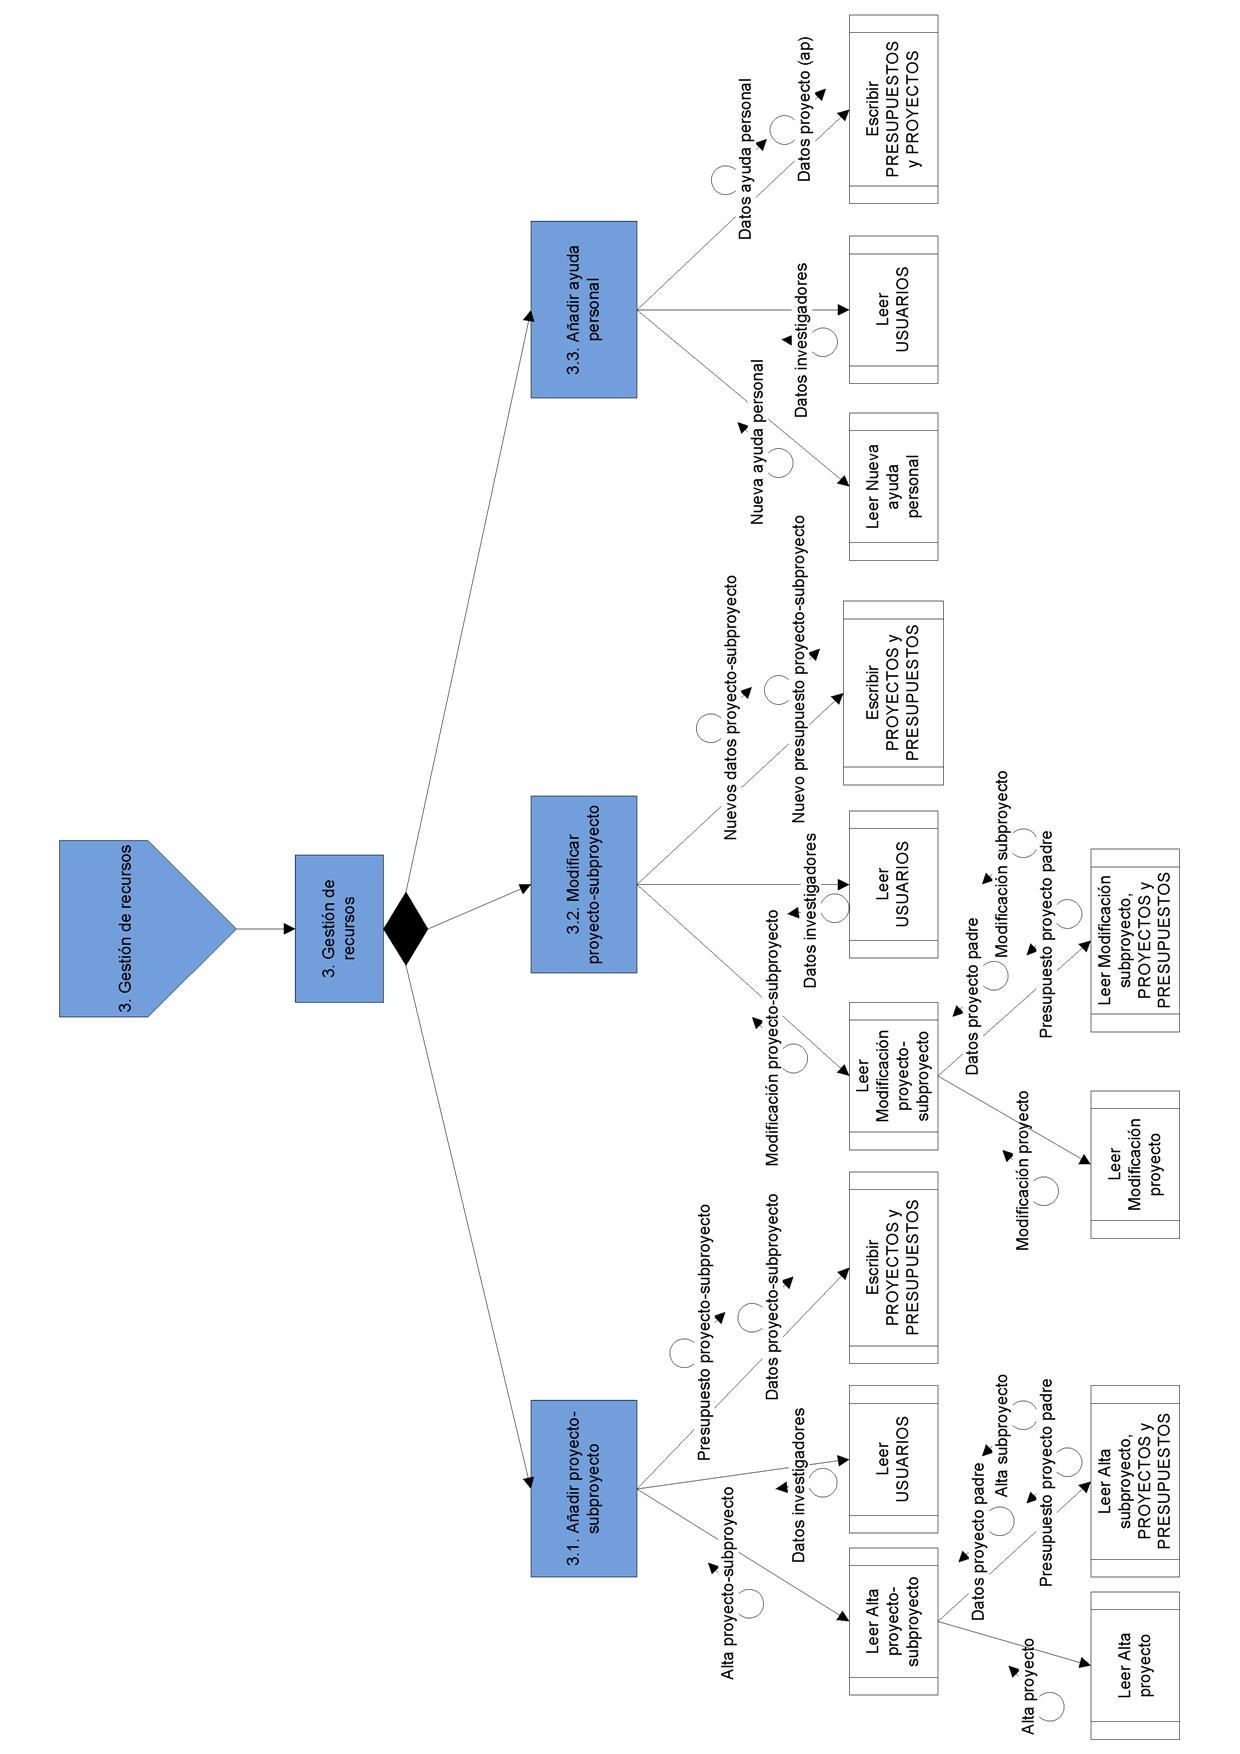 3. Gestión de recursos
3. Gestión de
recursos
3.1. Añadir proyecto-
subproyecto
3.2. Modificar
proyecto-subproyecto
3.3. Añadir ayuda
personal
Alta proyecto-subproyecto
Datos investigadores
Presupuesto proyecto-subproyecto
Datos proyecto-subproyecto
Modificación proyecto-subproyecto
Datos investigadores
Nuevos datos proyecto-subproyecto
Nuevo presupuesto proyecto-subproyecto
Nueva ayuda personal
Datos investigadores
Datos ayuda personal
Datos proyecto (ap)
Leer Alta
proyecto-
subproyecto
Leer
USUARIOS
Escribir
PROYECTOS y
PRESUPUESTOS
Leer
Modificación
proyecto-
subproyecto
Leer
USUARIOS
Escribir
PROYECTOS y
PRESUPUESTOS
Leer Nueva
ayuda
personal
Leer
USUARIOS
Escribir
PRESUPUESTOS
y PROYECTOS
Alta proyecto
Datos proyecto padre
Alta subproyecto
Presupuesto proyecto padre
Modificación proyecto
Datos proyecto padre
Modificación subproyecto
Presupuesto proyecto padre
Leer Alta
proyecto
Leer Alta
subproyecto,
PROYECTOS y
PRESUPUESTOS
Leer
Modificación
proyecto
Leer Modificación
subproyecto,
PROYECTOS y
PRESUPUESTOS